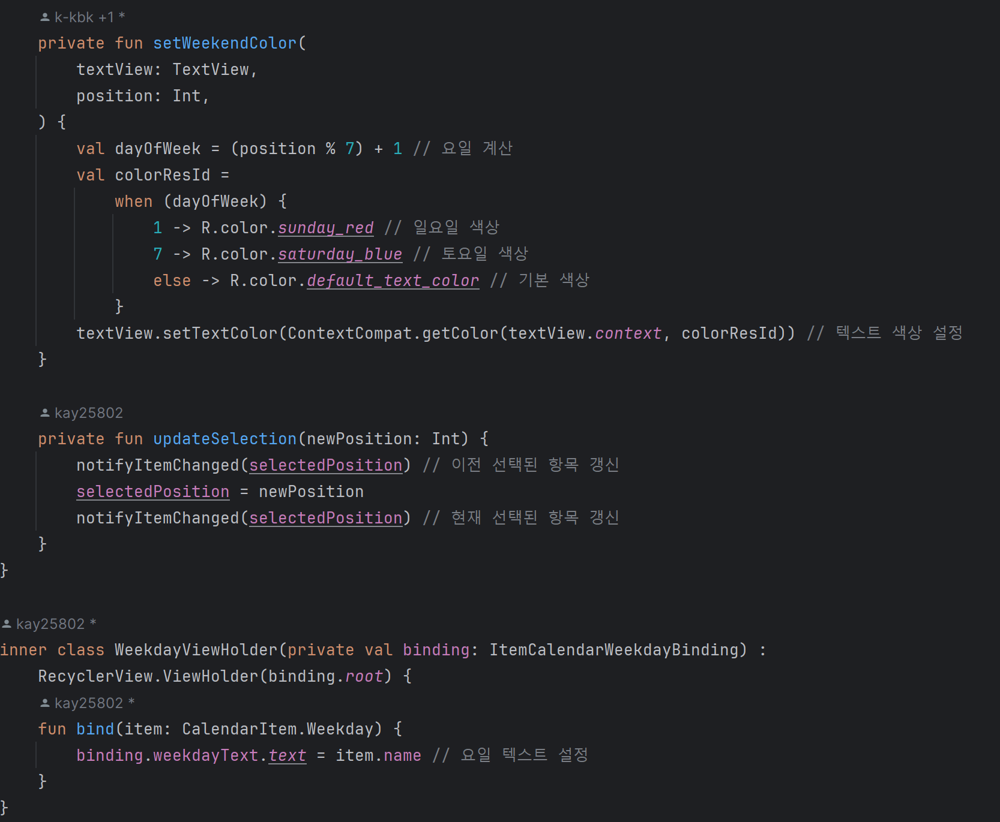 k-kbk +1 *
private fun setWeekendColor(
textView: TextView,
position: Int,
) {
val dayOfWeek = (position % 7) + 1 // 요일 계산
val colorResId =
when (dayOfWeek) {
1 -> R.color.sunday_red // 일요일 색상
7 -> R.color.saturday_blue // 토요일 색상
else -> R.color.default_text_color // 기본 색상
}
textView.setTextColor(ContextCompat.getColor(textView.context, colorResId)) // 텍스트 색상 설정
}
kay25802
private fun updateSelection(newPosition: Int) {
notifyItemChanged(selectedPosition) // 이전 선택된 항목 갱신
selectedPosition = newPosition
notifyItemChanged(selectedPosition) // 현재 선택된 항목 갱신
}
}
kay25802 *
inner class WeekdayViewHolder(private val binding: ItemCalendarWeekdayBinding) :
RecyclerView.ViewHolder(binding.root) {
kay25802 *
fun bind(item: CalendarItem.Weekday) {
binding.weekdayText.text = item.name // 요일 텍스트 설정
}
}